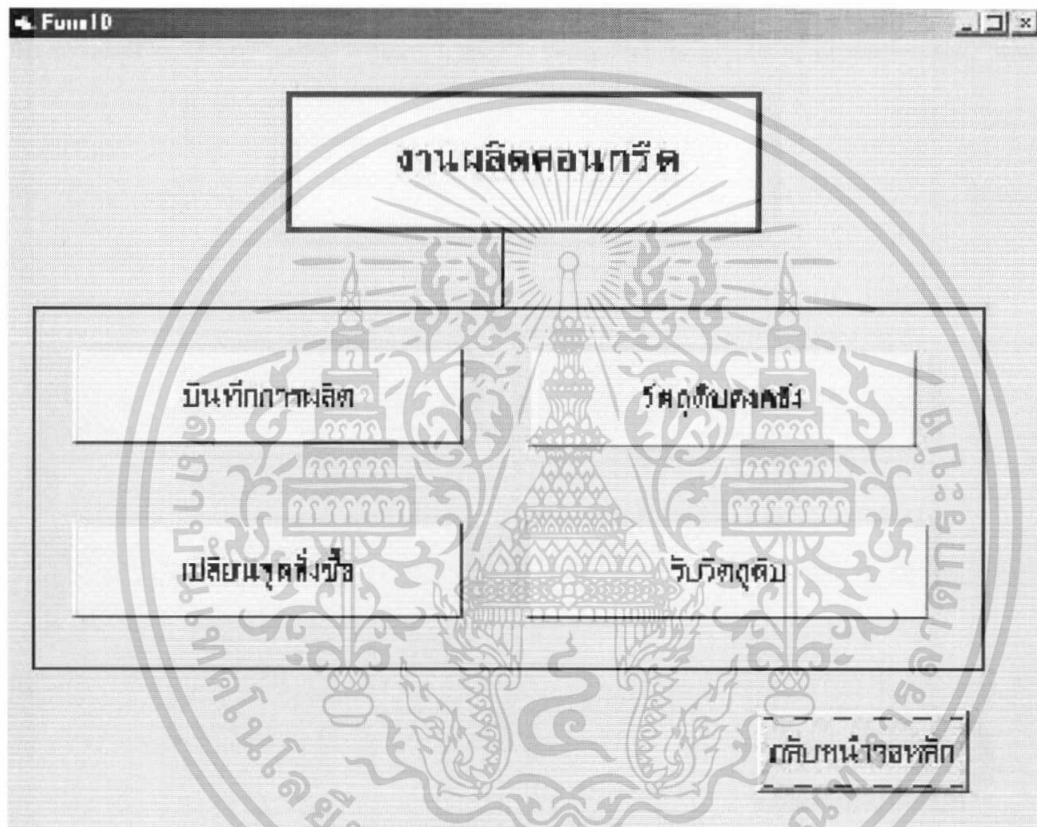 Form10
งานผลิตคอนกรีต
บันทึกการผลิต
วัตถุดิบคงคลัง
เปลี่ยนจุดสั่งซื้อ
รับวัตถุดิบ
กลับหน้าจอหลัก